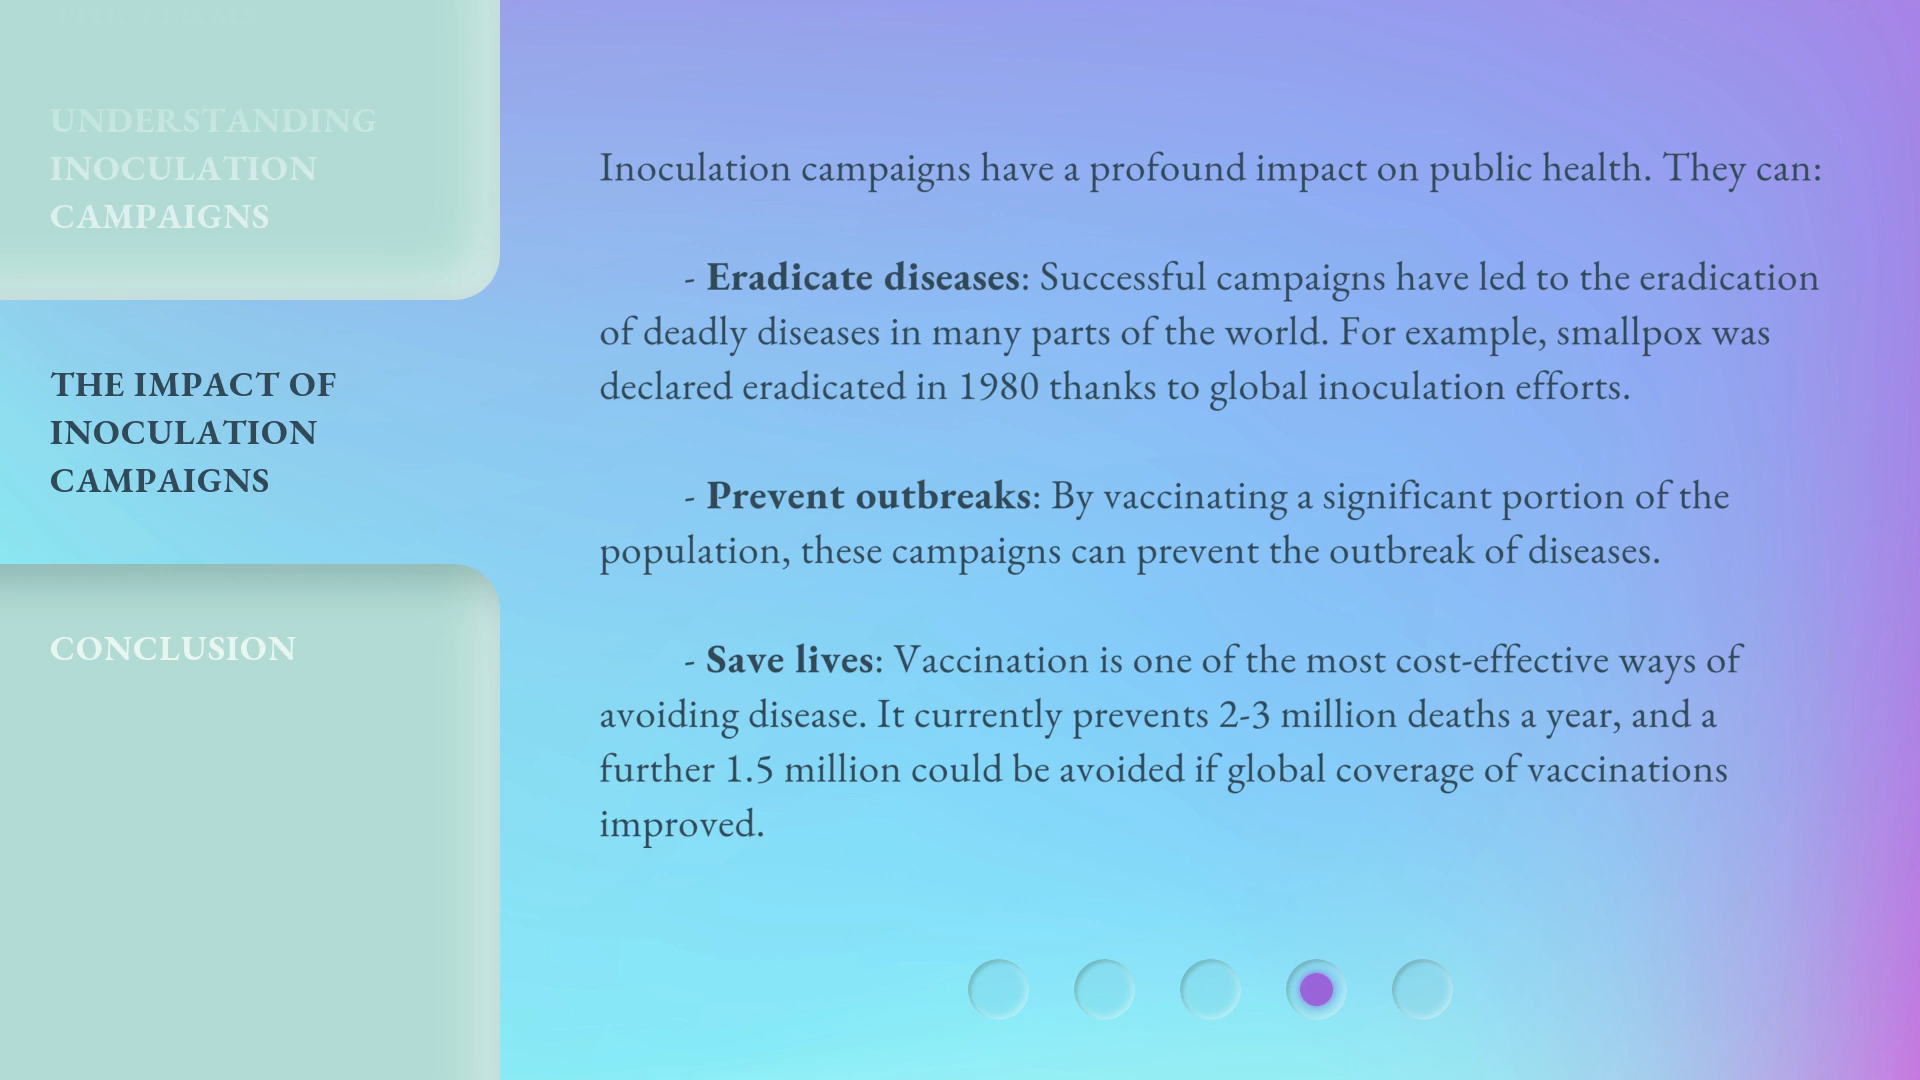 UNDERSTANDING
INOCULATION
CAMPAIGNS
THE IMPACT OF
INOCULATION
CAMPAIGNS
CONCLUSION
Inoculation campaigns have a profound impact on public health. They can:
- Eradicate diseases: Successful campaigns have led to the eradication
of deadly diseases in many parts of the world. For example, smallpox was
declared eradicated in 1980 thanks to global inoculation efforts.
- Prevent outbreaks: By vaccinating a significant portion of the
population, these campaigns can prevent the outbreak of diseases.
- Save lives: Vaccination is one of the most cost-effective ways of
avoiding disease. It currently prevents 2-3 million deaths a year, and a
further 1.5 million could be avoided if global coverage of vaccinations
improved.